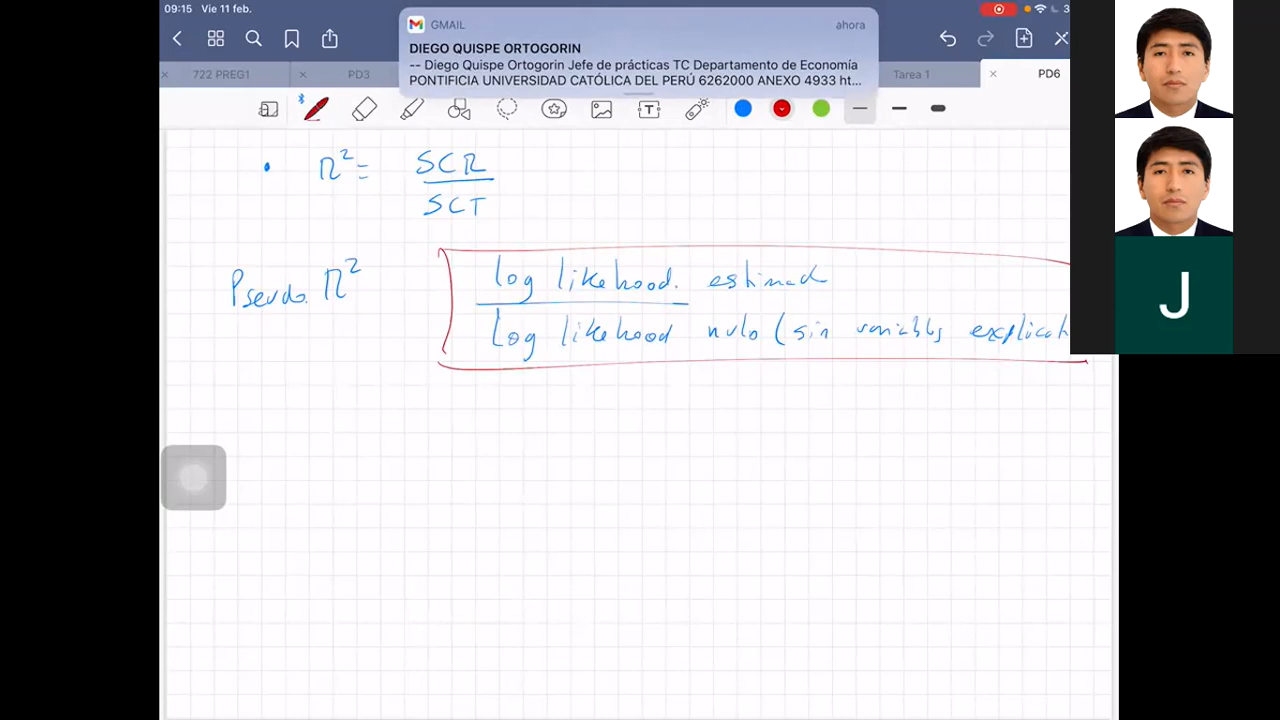 09:15 Vie 11 feb.
GMAIL
ahora
DIEGO QUISPE ORTOGORIN
-- Diego Quispe Ortogorin Jefe de prácticas TC Departamento de Economía
PONTIFICIA UNIVERSIDAD CATÓLICA DEL PERÚ 6262000 ANEXO 4933 ht...
722 PREG1
PD3
Tarea 1
PD6
R² = SCR
SCT
Pseudo. R²
log likehood. estimad
log likehood nulo (sin variables explicat
J